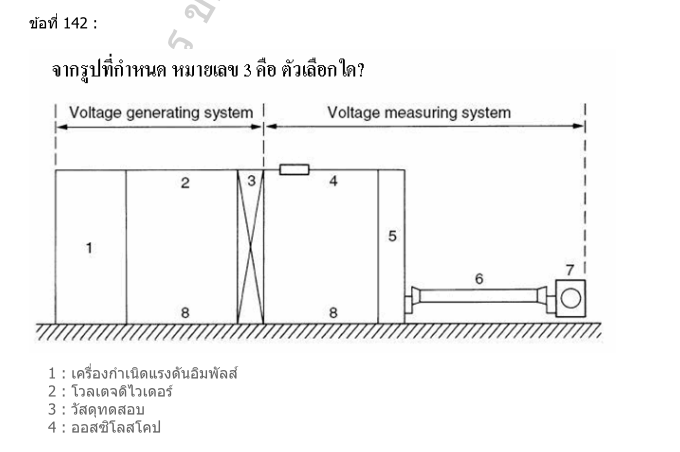 ข้อที่ 142 :
จากรูปที่กำหนด หมายเลข 3 คือ ตัวเลือกใด?
Voltage generating system Voltage measuring system
2 3 4
1 5
6 7
8 8
1 : เครื่องกำเนิดแรงดันอิมพัลส์
2 : โวลเตจดิไวเดอร์
3 : วัสดุทดสอบ
4 : ออสซิโลสโคป